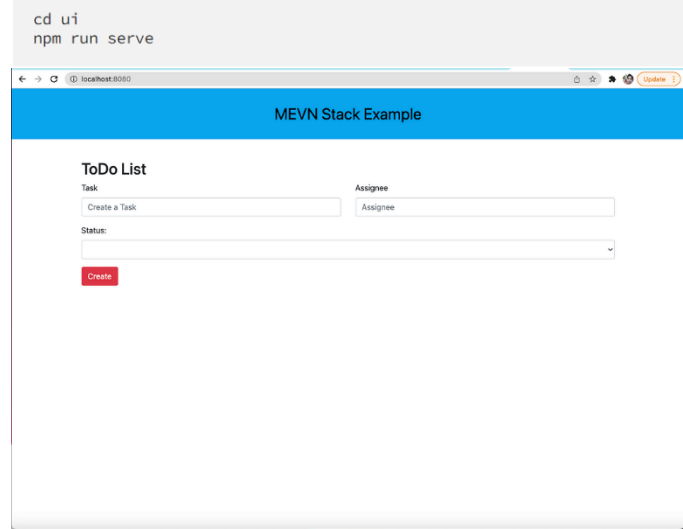 cd ui
npm run serve
localhost:8080
Update
MEVN Stack Example
ToDo List
Task Assignee
Create a Task Assignee
Status:
Create